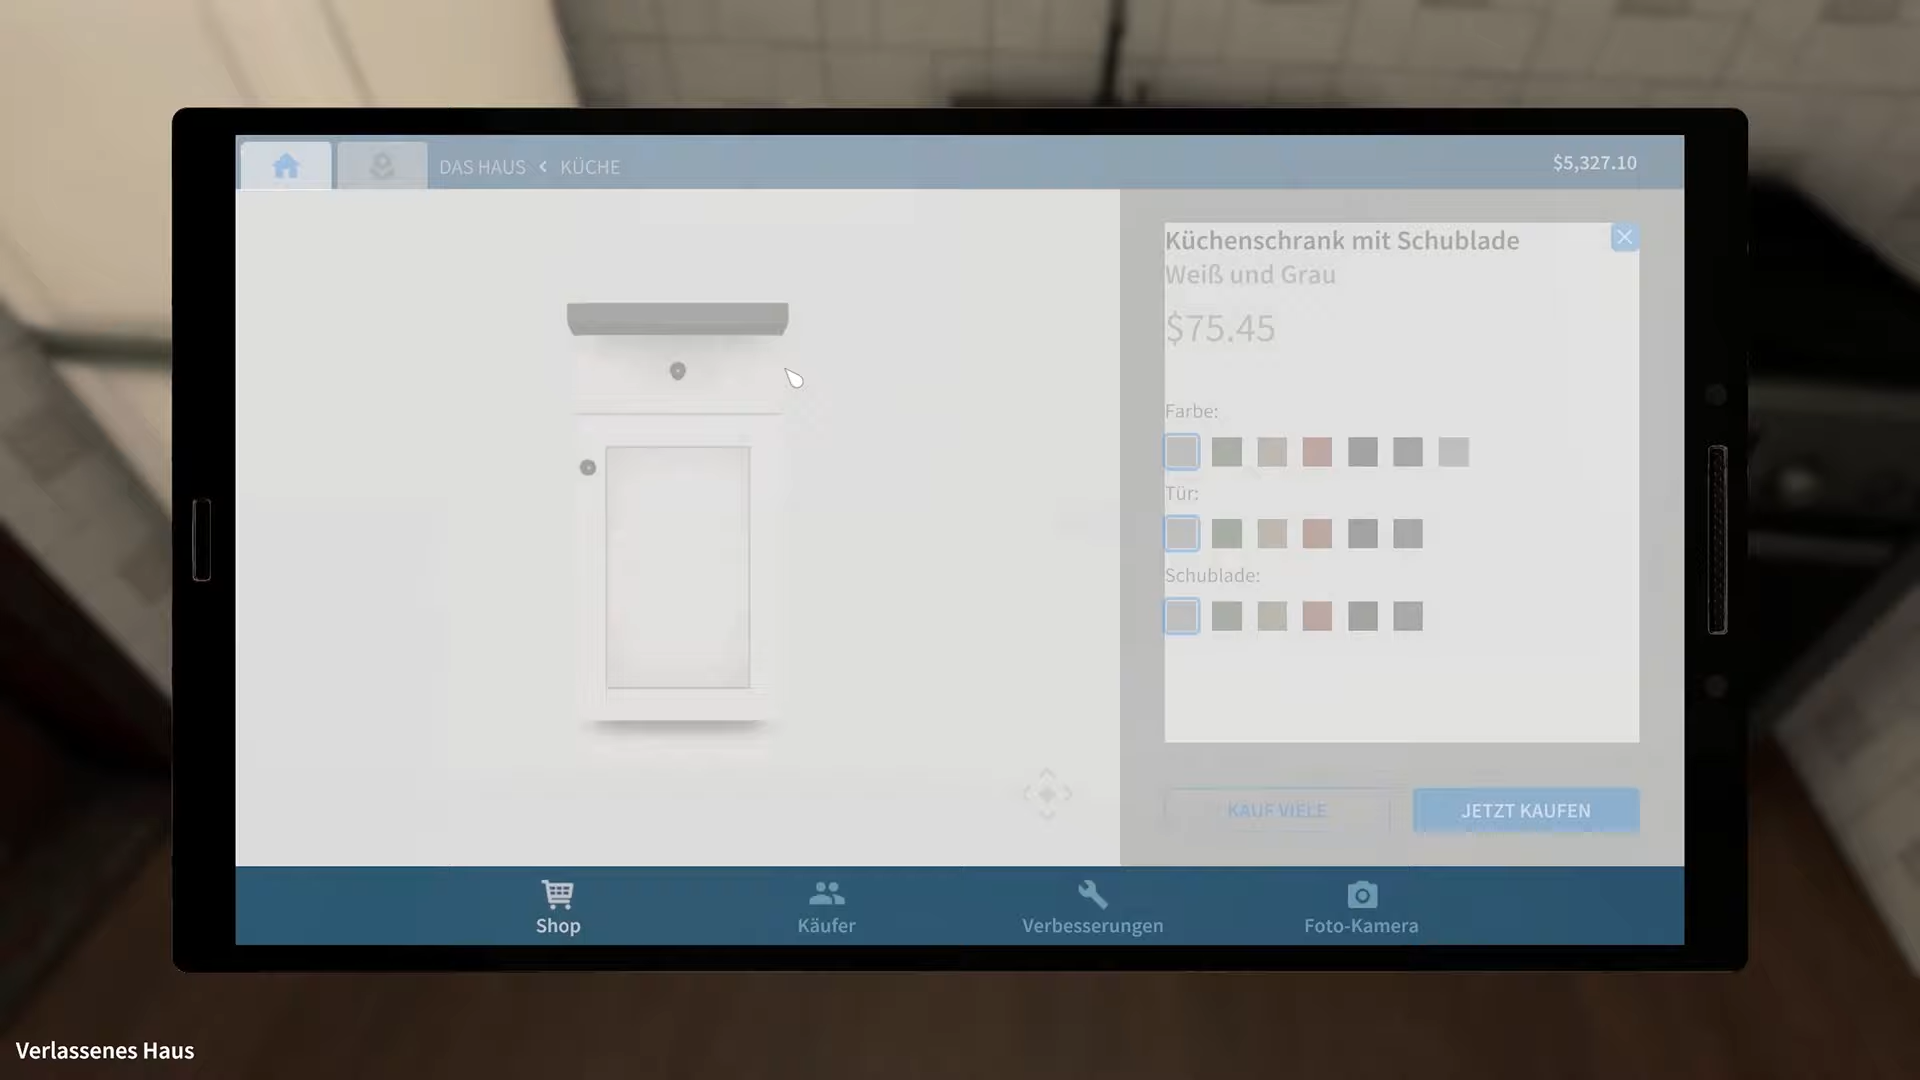 DAS HAUS < KÜCHE
$5,327.10
Küchenschrank mit Schublade
Weiß und Grau
$75.45
Farbe:
Tür:
Schublade:
KAUF VIELE
JETZT KAUFEN
Shop
Käufer
Verbesserungen
Foto-Kamera
Verlassenes Haus